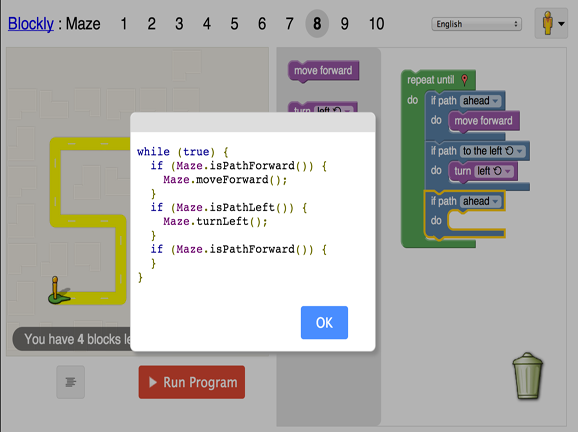 Blockly : Maze 1 2 3 4 5 6 7 8 9 10
English
move forward
turn left
repeat until
do
if path ahead
do move forward
if path to the left
do turn left
if path ahead
do
while (true) {
if (Maze.isPathForward()) {
Maze.moveForward();
}
if (Maze.isPathLeft()) {
Maze.turnLeft();
}
if (Maze.isPathForward()) {
}
}
OK
You have 4 blocks
Run Program